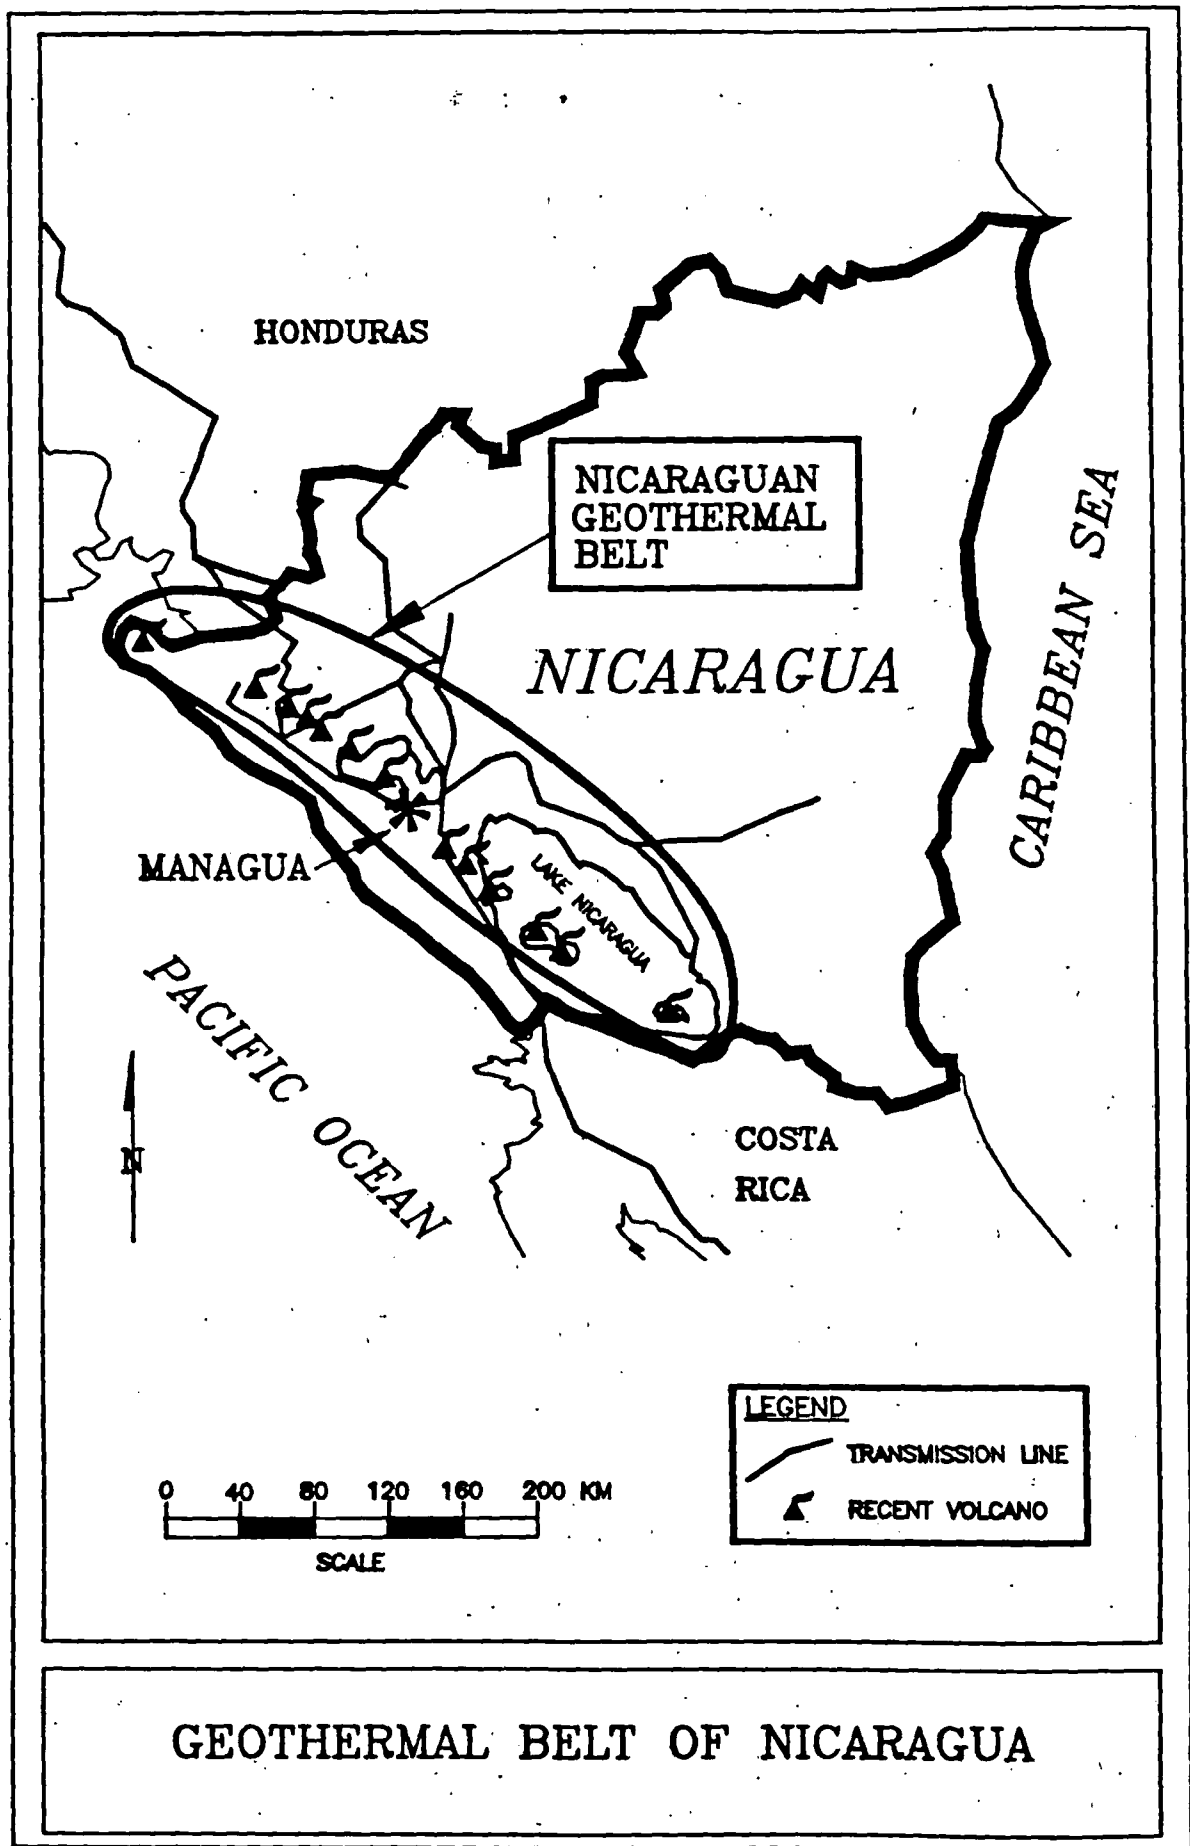 HONDURAS
NICARAGUAN
GEOTHERMAL
BELT
NICARAGUA
CARIBBEAN SEA
MANAGUA
LAKE NICARAGUA
PACIFIC OCEAN
N
COSTA
RICA
LEGEND
TRANSMISSION LINE
RECENT VOLCANO
0 40 80 120 160 200 KM
SCALE
GEOTHERMAL BELT OF NICARAGUA